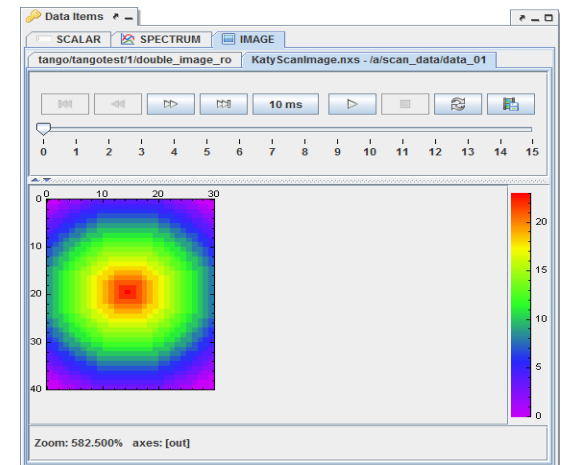 Data Items
SCALAR SPECTRUM IMAGE
tango/tangotest/1/double_image_ro KatyScanImage.nxs - /a/scan_data/data_01
10 ms
0 1 2 3 4 5 6 7 8 9 10 11 12 13 14 15
0 10 20 30
0
10
20
30
40
20
15
10
5
0
Zoom: 582.500% axes: [out]